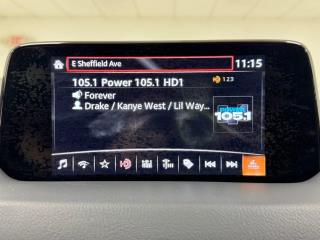 E Sheffield Ave
11:15
105.1 Power 105.1 HD1
123
Forever
Drake / Kanye West / Lil Way...
POWER
105.1